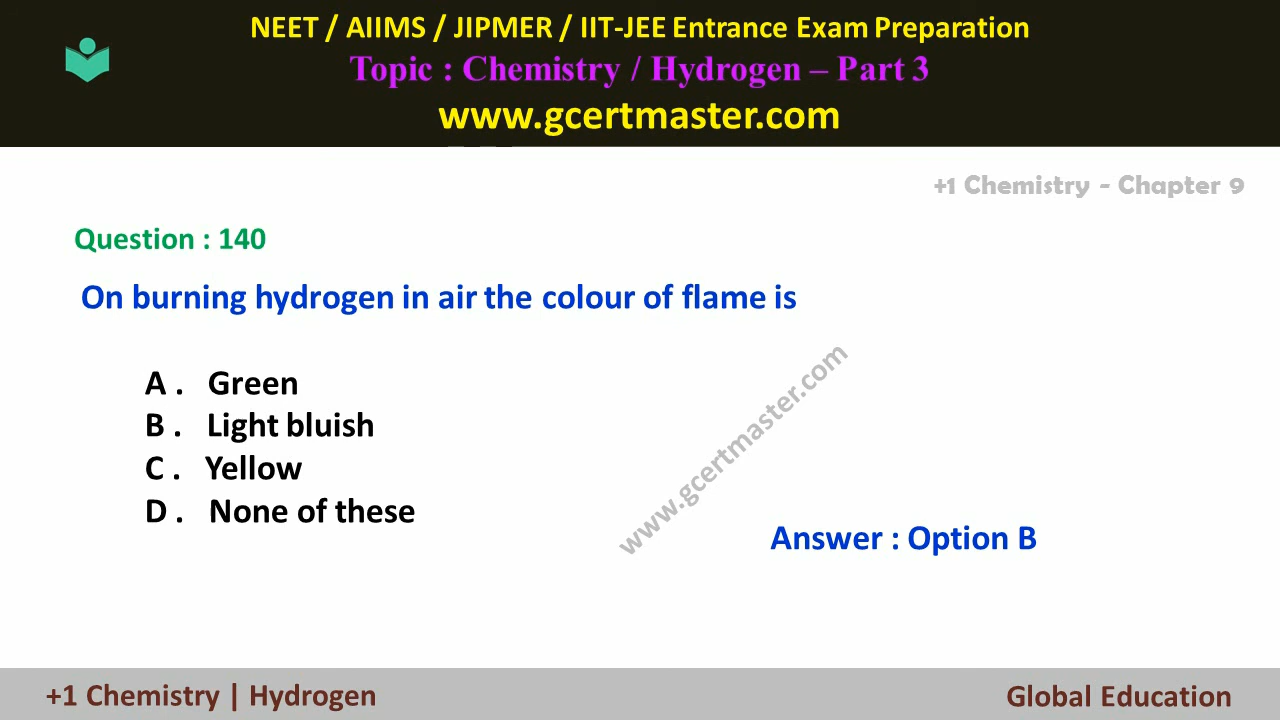 NEET / AIIMS / JIPMER / IIT-JEE Entrance Exam Preparation
Topic : Chemistry / Hydrogen – Part 3
www.gcertmaster.com
+1 Chemistry - Chapter 9
Question : 140
On burning hydrogen in air the colour of flame is
A . Green
B . Light bluish
C . Yellow
D . None of these
www.gcertmaster.com
Answer : Option B
+1 Chemistry | Hydrogen
Global Education